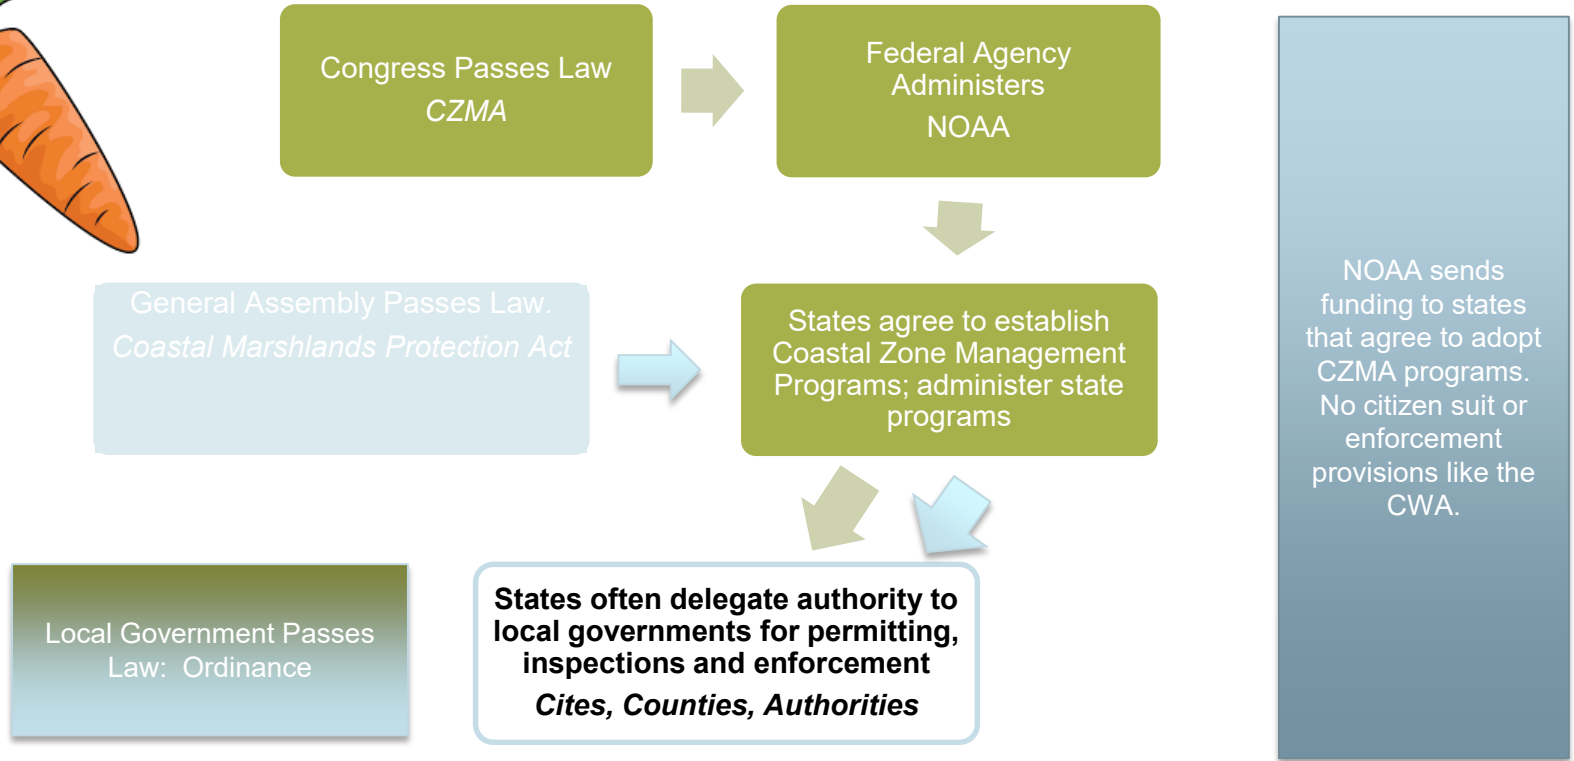 Congress Passes Law
CZMA
Federal Agency
Administers
NOAA
General Assembly Passes Law.
Coastal Marshlands Protection Act
States agree to establish
Coastal Zone Management
Programs; administer state
programs
NOAA sends
funding to states
that agree to adopt
CZMA programs.
No citizen suit or
enforcement
provisions like the
CWA.
Local Government Passes
Law: Ordinance
States often delegate authority to
local governments for permitting,
inspections and enforcement
Cites, Counties, Authorities